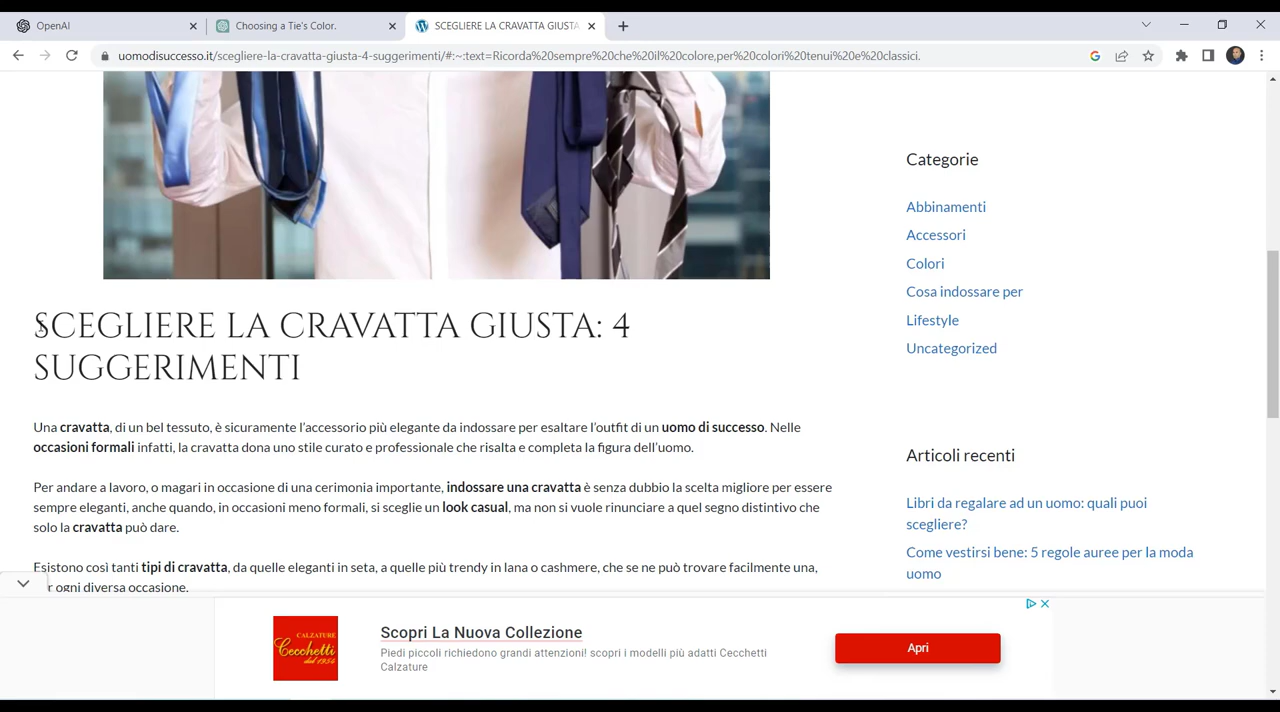 OpenAI
Choosing a Tie's Color.
SCEGLIERE LA CRAVATTA GIUSTA
uomodisuccesso.it/scegliere-la-cravatta-giusta-4-suggerimenti/#:~:text=Ricorda%20sempre%20che%20il%20colore,per%20colori%20tenui%20e%20classici.
SCEGLIERE LA CRAVATTA GIUSTA: 4
SUGGERIMENTI
Una cravatta, di un bel tessuto, è sicuramente l'accessorio più elegante da indossare per esaltare l'outfit di un uomo di successo. Nelle
occasioni formali infatti, la cravatta dona uno stile curato e professionale che risalta e completa la figura dell'uomo.
Per andare a lavoro, o magari in occasione di una cerimonia importante, indossare una cravatta è senza dubbio la scelta migliore per essere
sempre eleganti, anche quando, in occasioni meno formali, si sceglie un look casual, ma non si vuole rinunciare a quel segno distintivo che
solo la cravatta può dare.
Esistono così tanti tipi di cravatta, da quelle eleganti in seta, a quelle più trendy in lana o cashmere, che se ne può trovare facilmente una,
per ogni diversa occasione.
Categorie
Abbinamenti
Accessori
Colori
Cosa indossare per
Lifestyle
Uncategorized
Articoli recenti
Libri da regalare ad un uomo: quali puoi
scegliere?
Come vestirsi bene: 5 regole auree per la moda
uomo
CALZATURE
Cecchetti
dal 1954
Scopri La Nuova Collezione
Piedi piccoli richiedono grandi attenzioni! scopri i modelli più adatti Cecchetti
Calzature
Apri